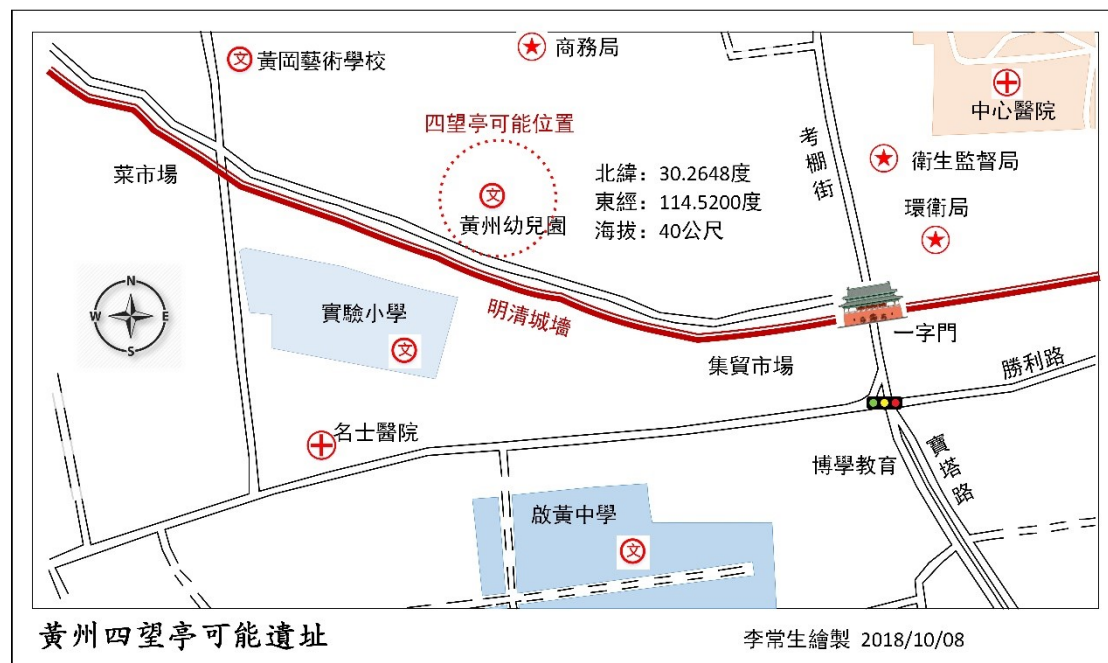 黃岡藝術學校
文
商務局
中心醫院
四望亭可能位置
考棚街
衛生監督局
菜市場
北緯：30.2648度
東經：114.5200度
海拔：40公尺
文
黃州幼兒園
環衛局
N
W E
S
實驗小學
文
明清城墻
一字門
集貿市場
勝利路
名士醫院
博學教育
寶塔路
啟黃中學
文
黃州四望亭可能遺址
李常生繪製 2018/10/08